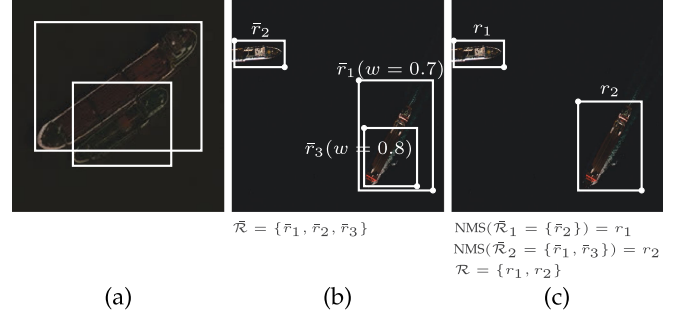 r̄₂
r̄₁(w = 0.7)
r̄₃(w = 0.8)
r₁
r₂
R̄ = {r̄₁, r̄₂, r̄₃}
NMS(R̄₁ = {r̄₂}) = r₁
NMS(R̄₂ = {r̄₁, r̄₃}) = r₂
R = {r₁, r₂}
(a) (b) (c)